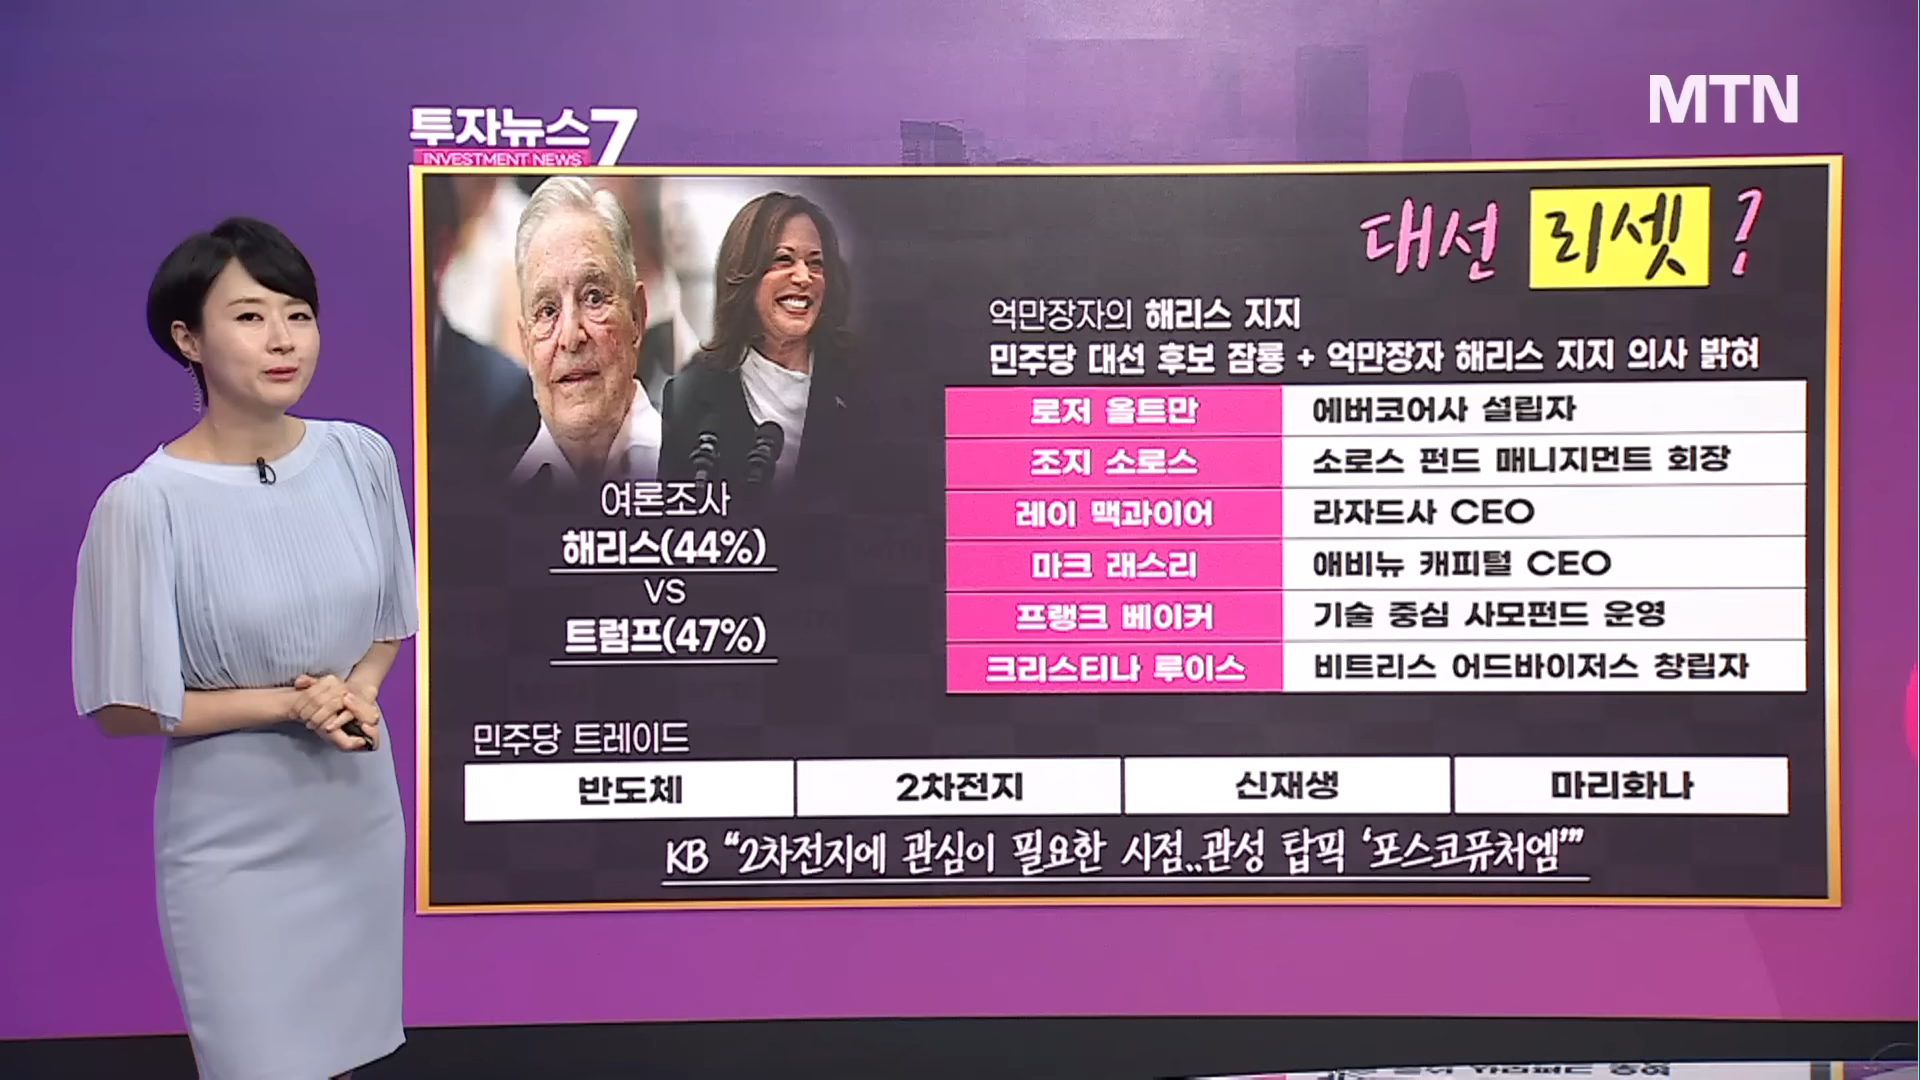 MTN
투자뉴스7
INVESTMENT NEWS
대선 리셋?
억만장자의 해리스 지지
민주당 대선 후보 잠룡 + 억만장자 해리스 지지 의사 밝혀
로저 올트만 에버코어사 설립자
조지 소로스 소로스 펀드 매니지먼트 회장
레이 맥과이어 라자드사 CEO
마크 래스리 애비뉴 캐피털 CEO
프랭크 베이커 기술 중심 사모펀드 운영
크리스티나 루이스 비트리스 어드바이저스 창립자
여론조사
해리스(44%)
VS
트럼프(47%)
민주당 트레이드
반도체 2차전지 신재생 마리화나
KB “2차전지에 관심이 필요한 시점..관성 탑픽 ‘포스코퓨처엠’”